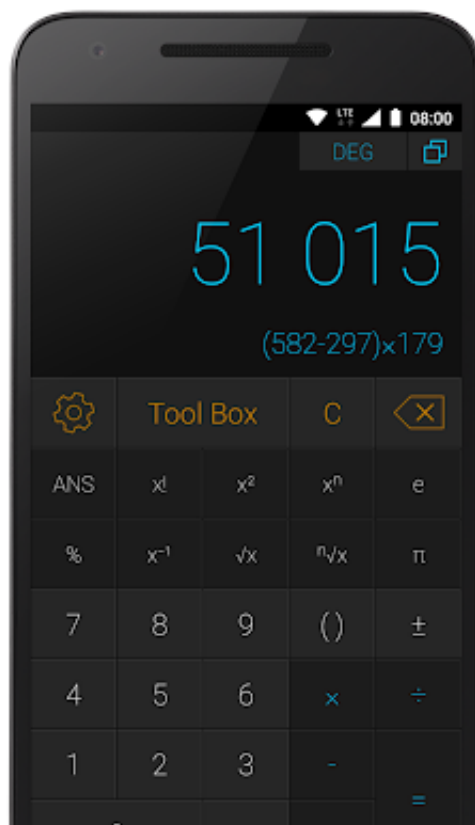 LTE 08:00
DEG
51 015
(582-297)×179
Tool Box C
ANS x! x² xⁿ e
% x⁻¹ √x ⁿ√x π
7 8 9 () ±
4 5 6 × ÷
1 2 3 -
=